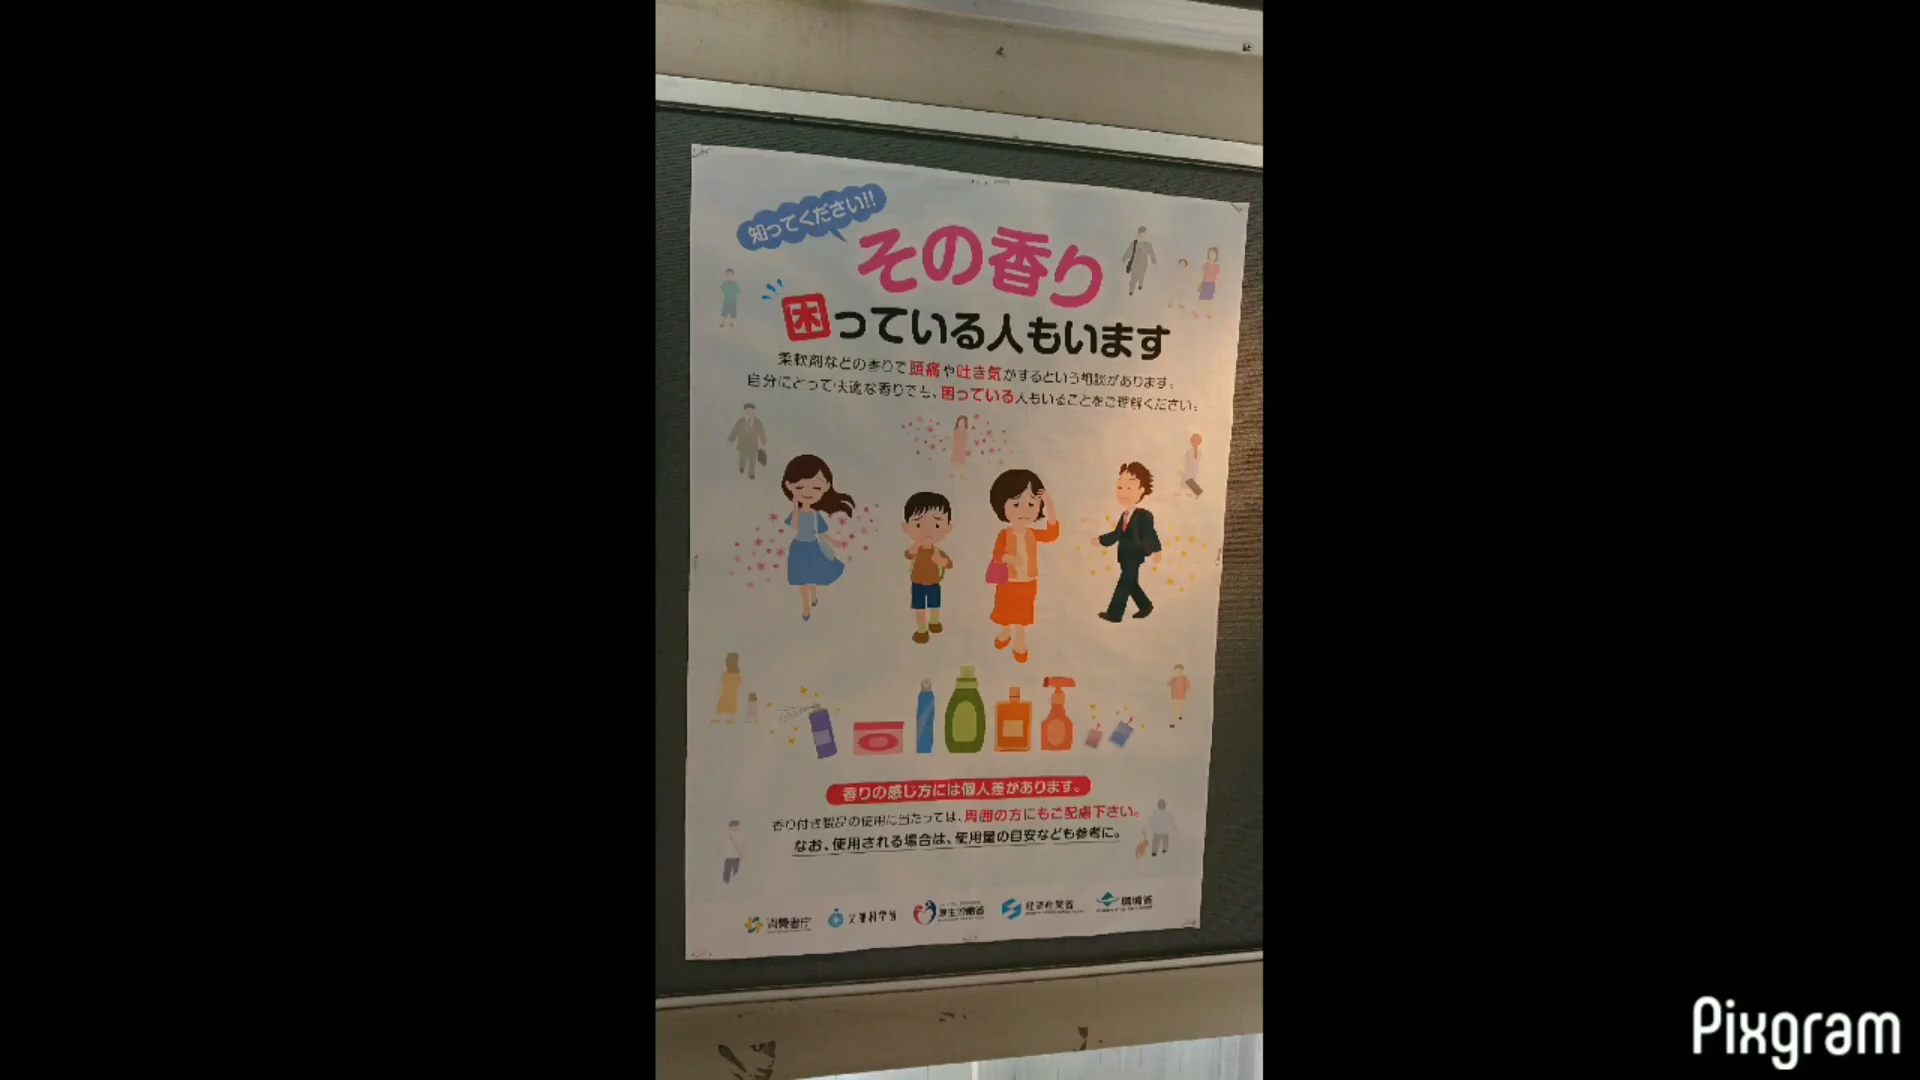 知ってください!!
その香り
困っている人もいます
柔軟剤などの香りで頭痛や吐き気がするという相談があります。
自分にとって快適な香りでも、困っている人もいることをご理解ください。
香りの感じ方には個人差があります。
香り付き製品の使用に当たっては、周囲の方にもご配慮下さい。
なお、使用される場合は、使用量の目安なども参考に。
消費者庁 文部科学省 厚生労働省 経済産業省 環境省
Pixgram